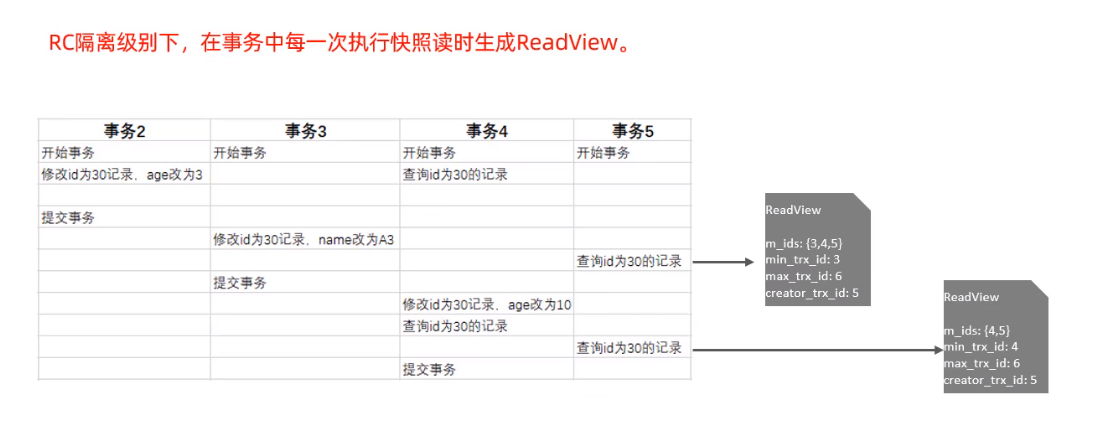 RC隔离级别下，在事务中每一次执行快照读时生成ReadView。
事务2 事务3 事务4 事务5
开始事务 开始事务 开始事务 开始事务
修改id为30记录，age改为3 查询id为30的记录
提交事务
修改id为30记录，name改为A3
查询id为30的记录
提交事务
修改id为30记录，age改为10
查询id为30的记录
查询id为30的记录
提交事务
ReadView
m_ids: {3,4,5}
min_trx_id: 3
max_trx_id: 6
creator_trx_id: 5
ReadView
m_ids: {4,5}
min_trx_id: 4
max_trx_id: 6
creator_trx_id: 5